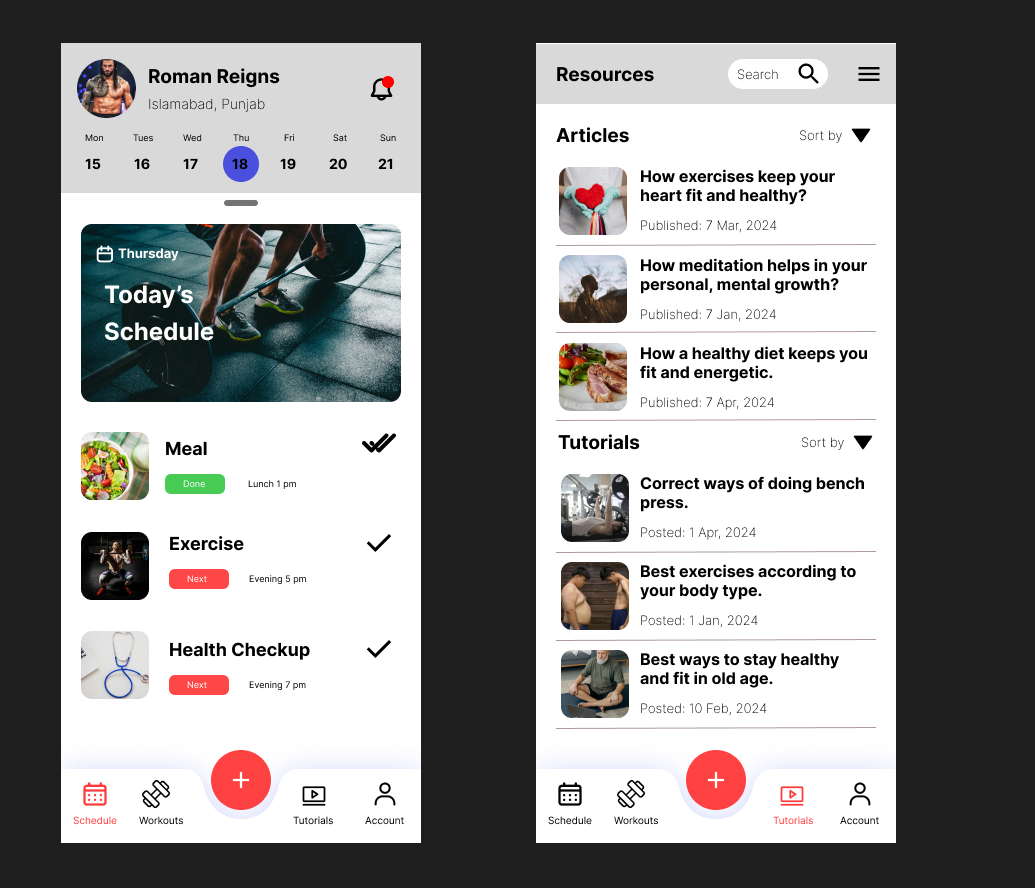 Roman Reigns
Islamabad, Punjab
Mon Tues Wed Thu Fri Sat Sun
15 16 17 18 19 20 21
Thursday
Today's
Schedule
Meal
Done Lunch 1 pm
Exercise
Next Evening 5 pm
Health Checkup
Next Evening 7 pm
Schedule Workouts Tutorials Account
Resources Search
Articles Sort by
How exercises keep your
heart fit and healthy?
Published: 7 Mar, 2024
How meditation helps in your
personal, mental growth?
Published: 7 Jan, 2024
How a healthy diet keeps you
fit and energetic.
Published: 7 Apr, 2024
Tutorials Sort by
Correct ways of doing bench
press.
Posted: 1 Apr, 2024
Best exercises according to
your body type.
Posted: 1 Jan, 2024
Best ways to stay healthy
and fit in old age.
Posted: 10 Feb, 2024
Schedule Workouts Tutorials Account